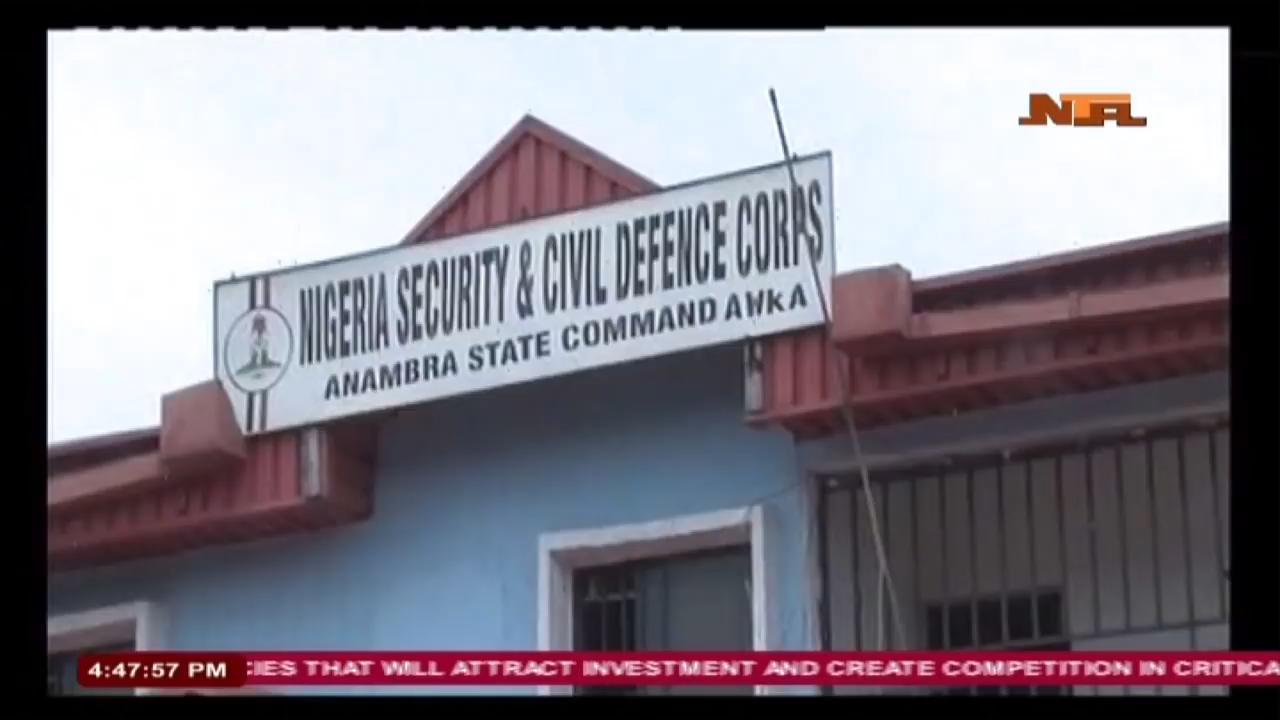 NTA
NIGERIA SECURITY & CIVIL DEFENCE CORPS
ANAMBRA STATE COMMAND AWkA
4:47:57 PM
CIES THAT WILL ATTRACT INVESTMENT AND CREATE COMPETITION IN CRITICA